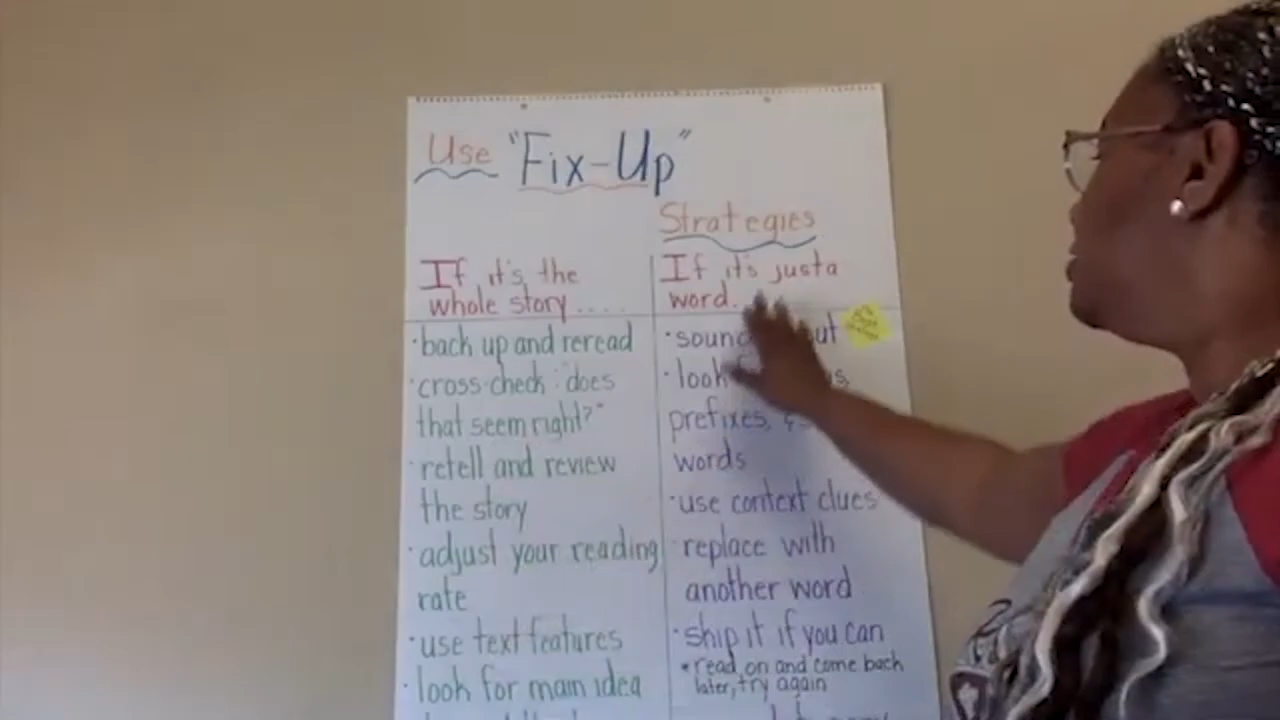 Use "Fix-Up"
Strategies
If it's the
whole story.....
·back up and reread
·cross-check: "does
that seem right?"
·retell and review
the story
·adjust your reading
rate
·use text features
·look for main idea
If it's just a
word.
·sound out
·look
prefixes, &
words
·use context clues
·replace with
another word
·skip it if you can
*read on and come back
later, try again